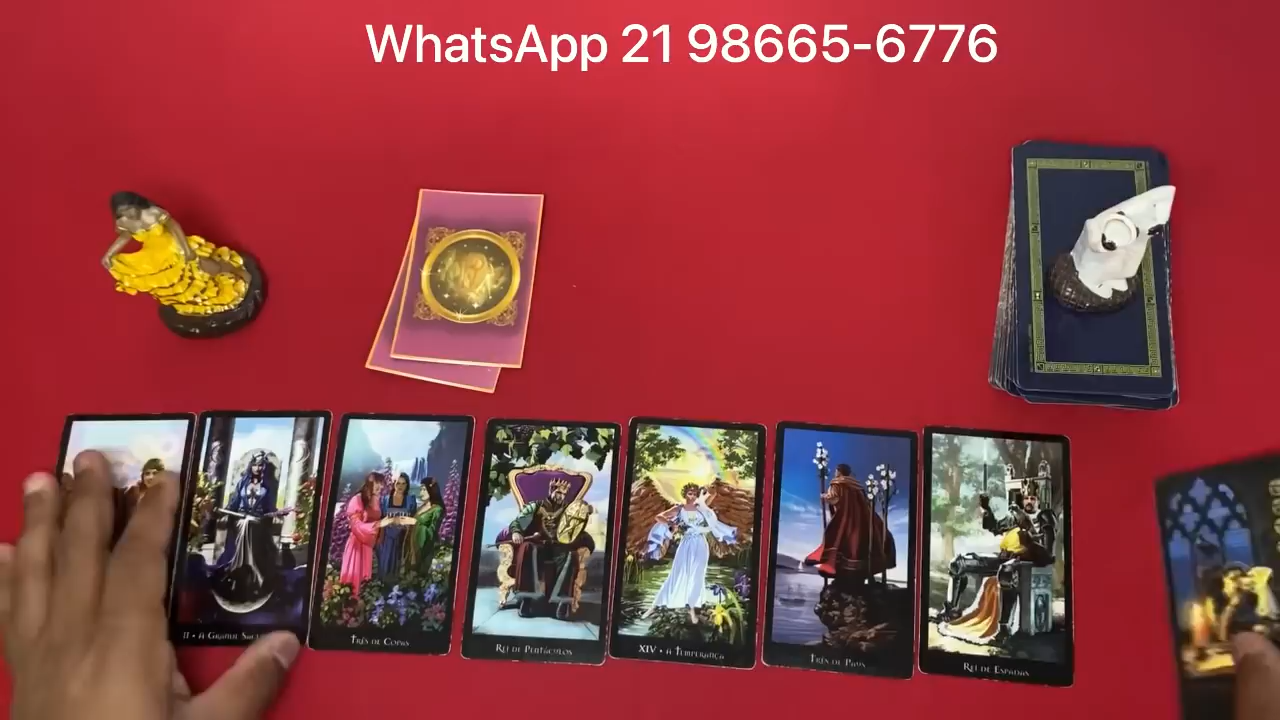 WhatsApp 21 98665-6776
II • A Grande
Três de Copas
Rei de Pentáculos
XIV • A Temperança
Três de Paus
Rei de Espadas